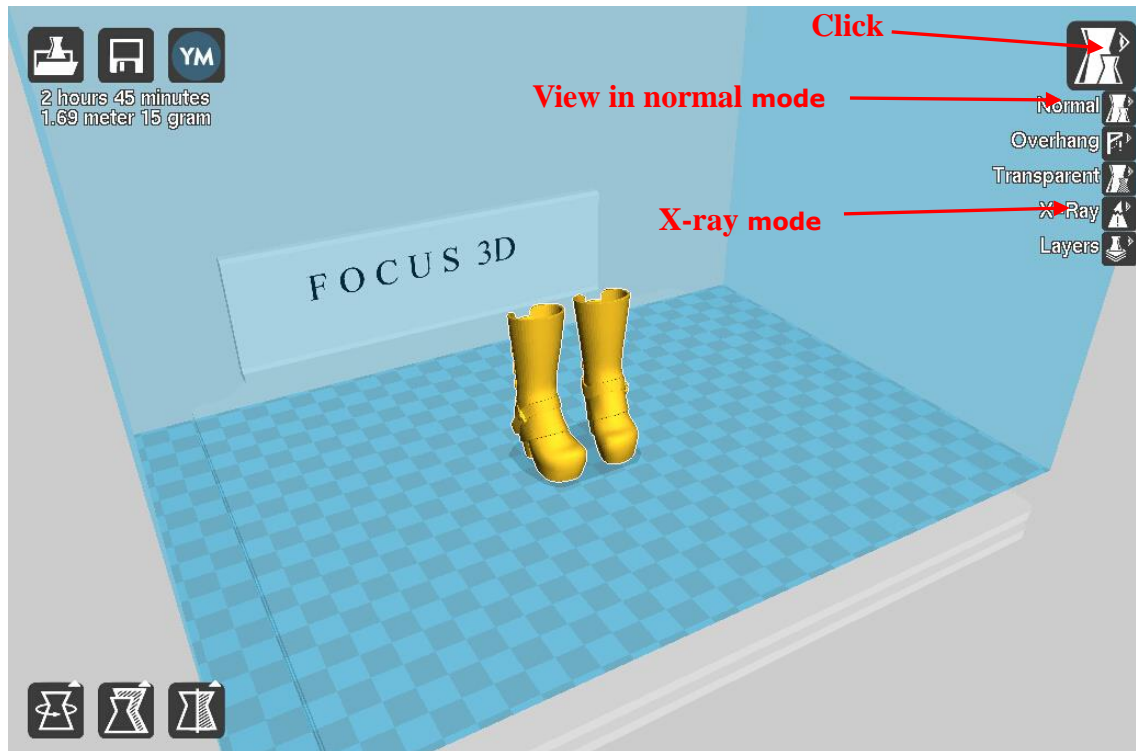 Click
YM
2 hours 45 minutes
1.69 meter 15 gram
View in normal mode
Normal
Overhang
Transparent
X-ray mode
X-Ray
Layers
F O C U S 3D